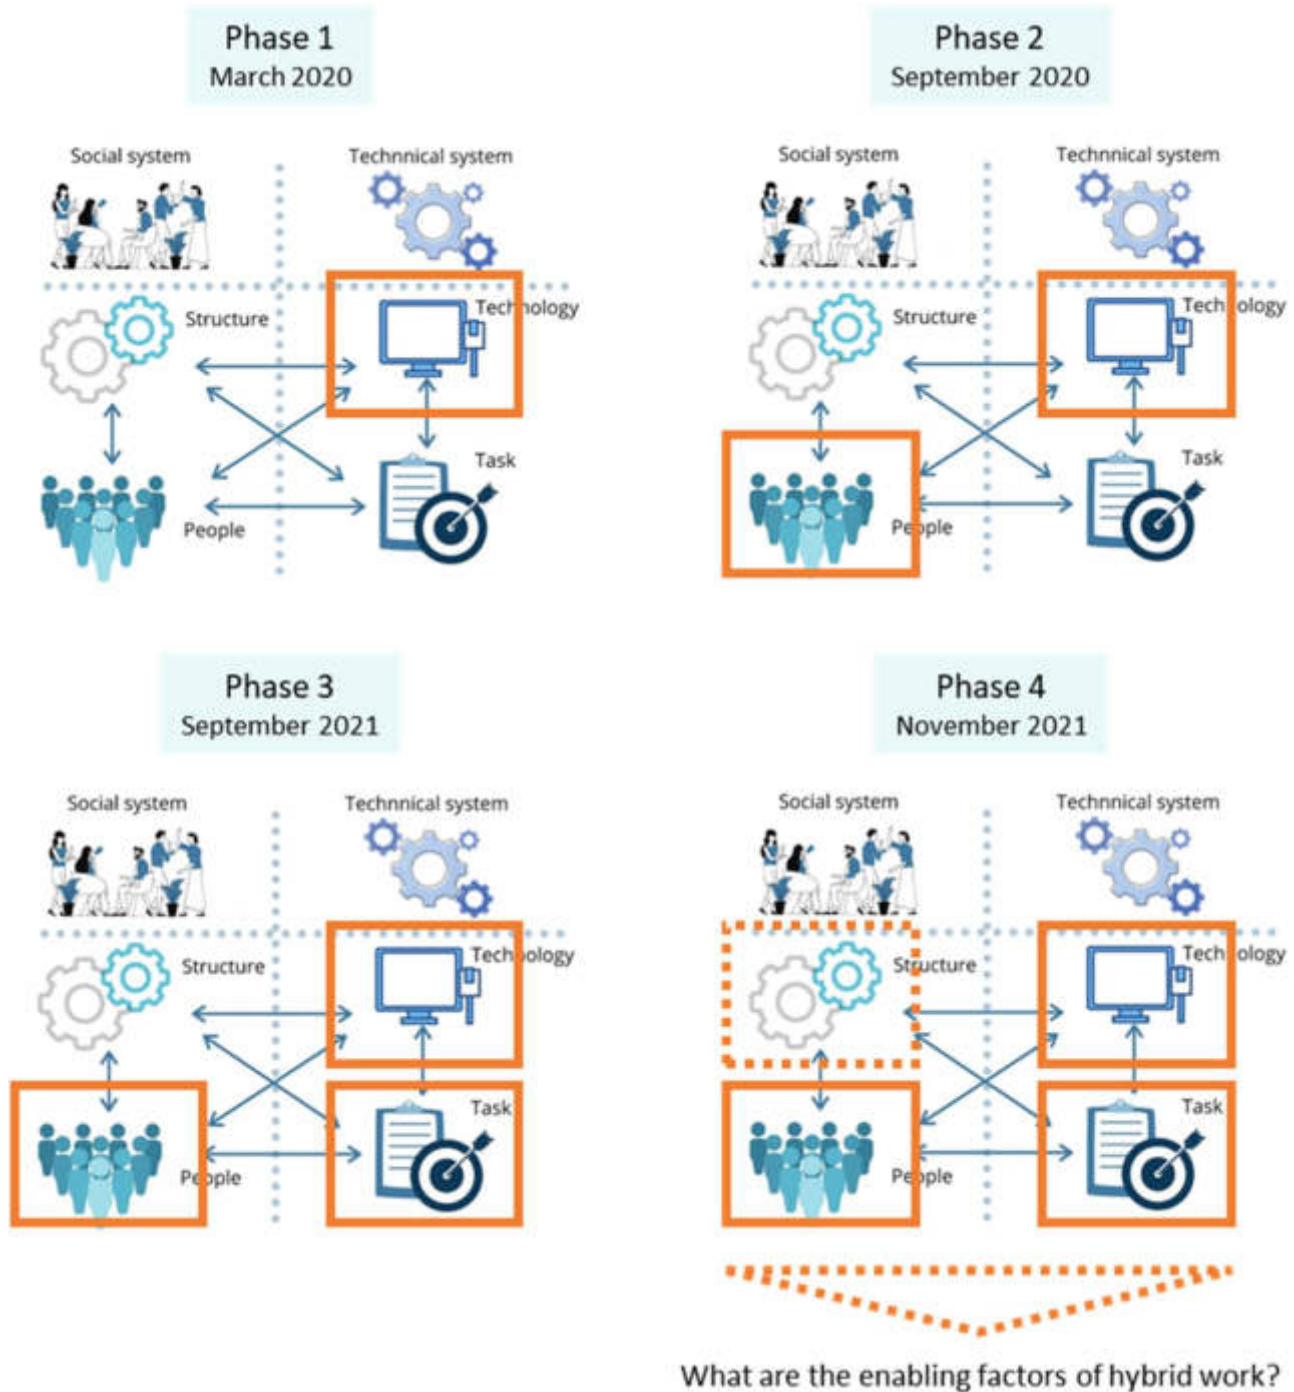 Phase 1
March 2020
Social system
Technnical system
Structure
Technology
Task
People
Phase 2
September 2020
Social system
Technnical system
Structure
Technology
Task
People
Phase 3
September 2021
Social system
Technnical system
Structure
Technology
Task
People
Phase 4
November 2021
Social system
Technnical system
Structure
Technology
Task
People
What are the enabling factors of hybrid work?